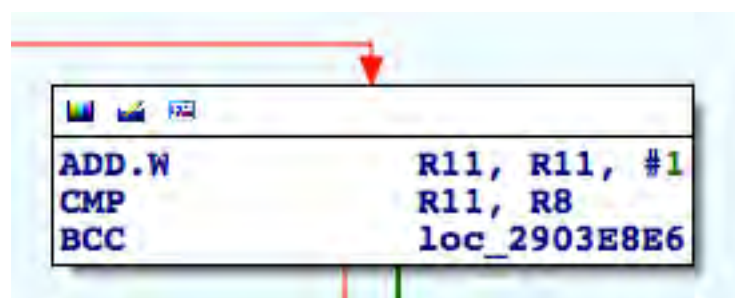 ADD.W R11, R11, #1
CMP R11, R8
BCC loc_2903E8E6